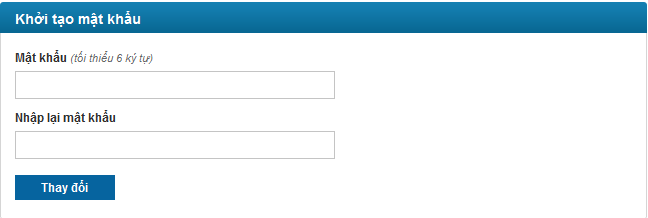 Khởi tạo mật khẩu
Mật khẩu (tối thiểu 6 ký tự)
Nhập lại mật khẩu
Thay đổi